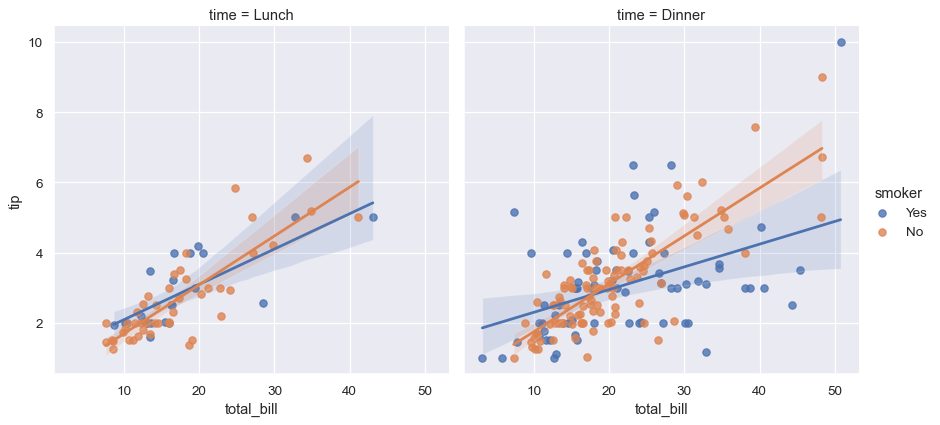 time = Lunch
time = Dinner
10
8
6
4
2
tip
10
20
30
40
50
10
20
30
40
50
total_bill
total_bill
smoker
Yes
No